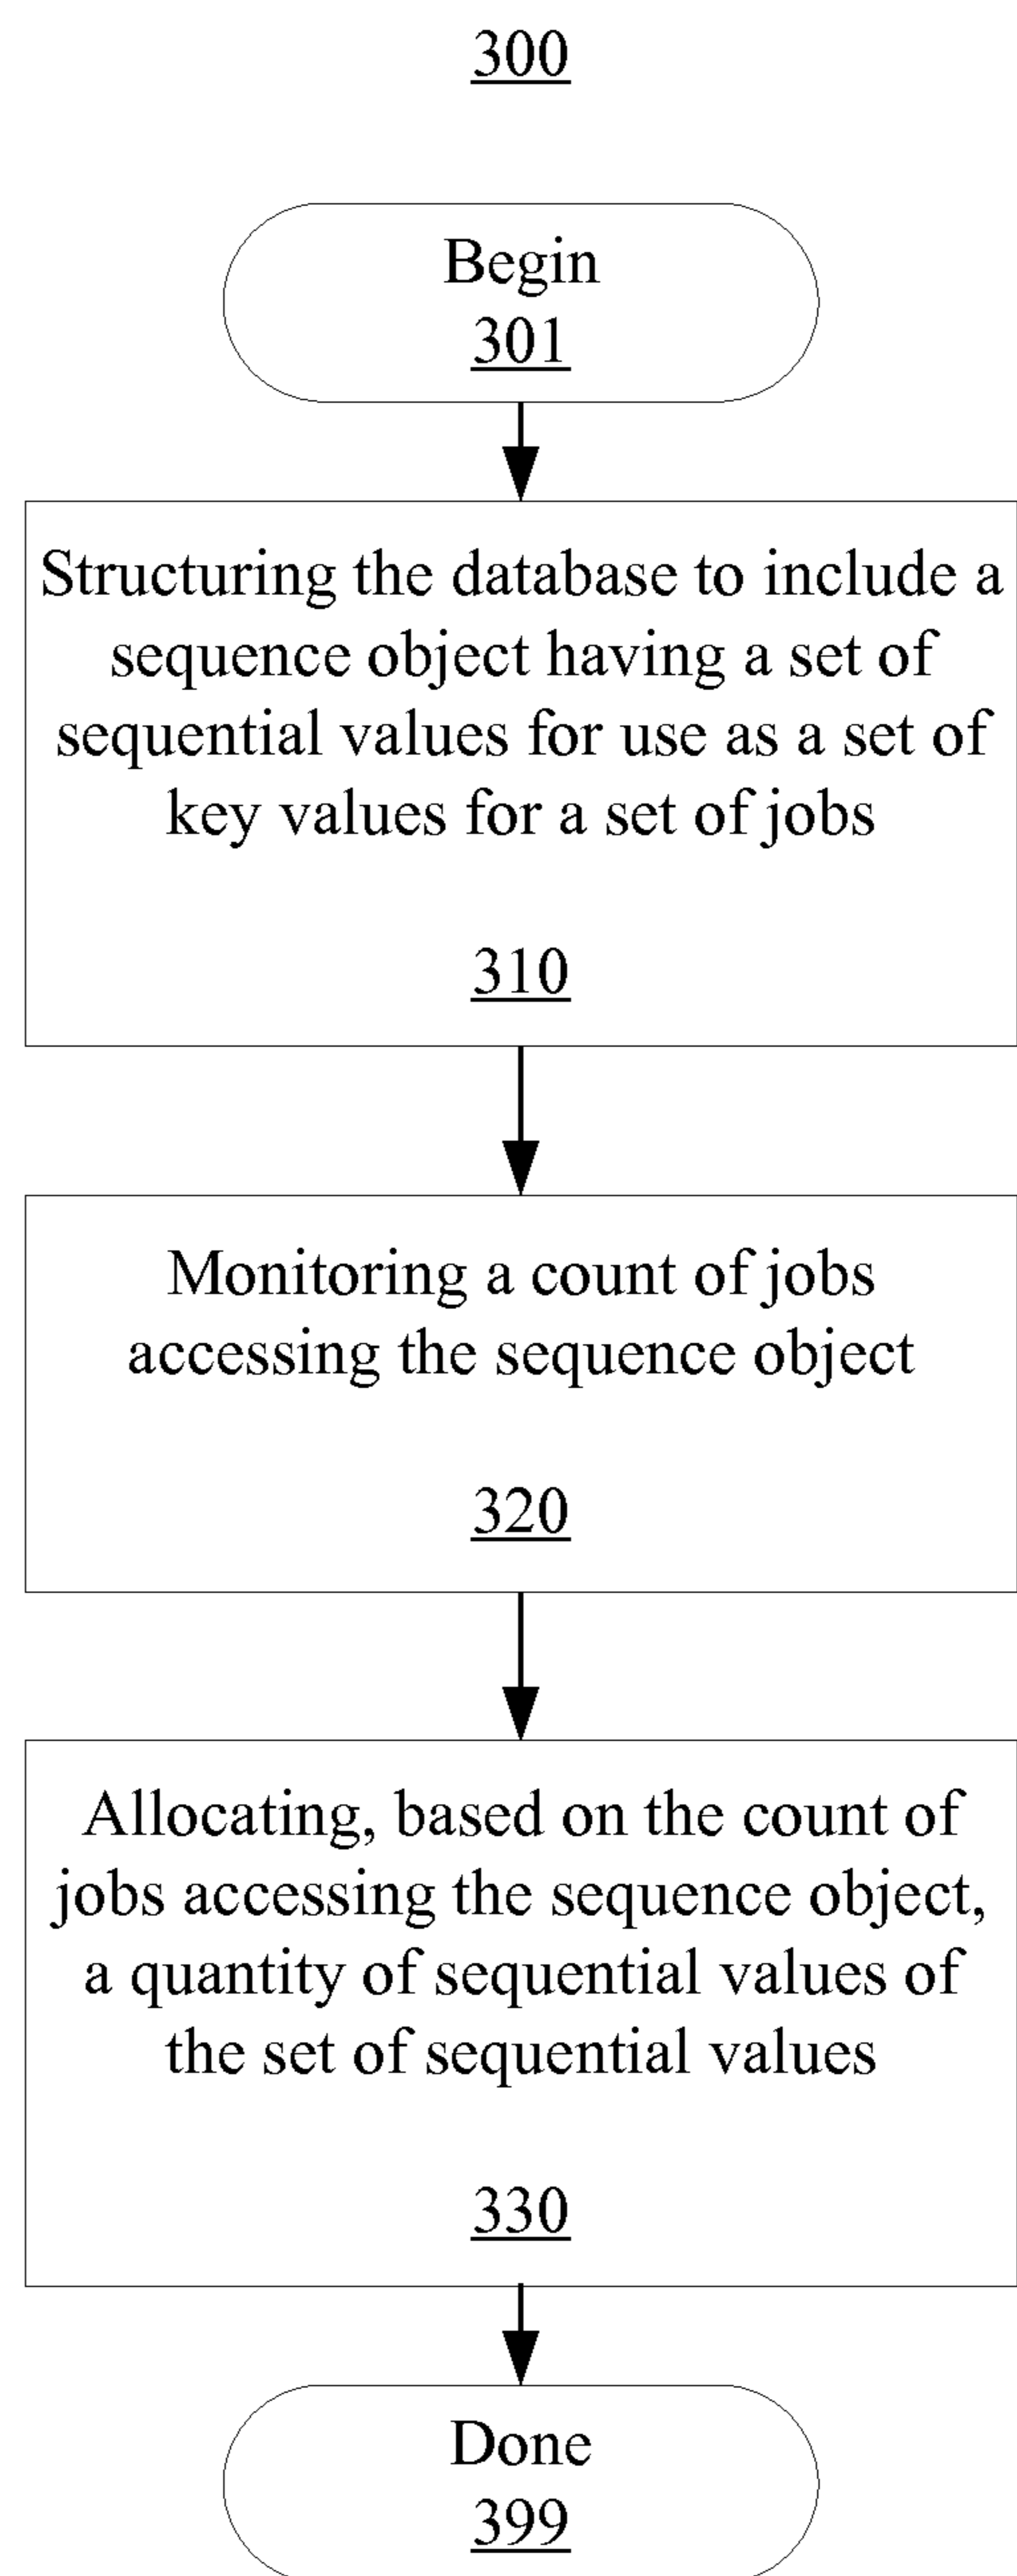 300
Begin
301
Structuring the database to include a
sequence object having a set of
sequential values for use as a set of
key values for a set of jobs
310
Monitoring a count of jobs
accessing the sequence object
320
Allocating, based on the count of
jobs accessing the sequence object,
a quantity of sequential values of
the set of sequential values
330
Done
399